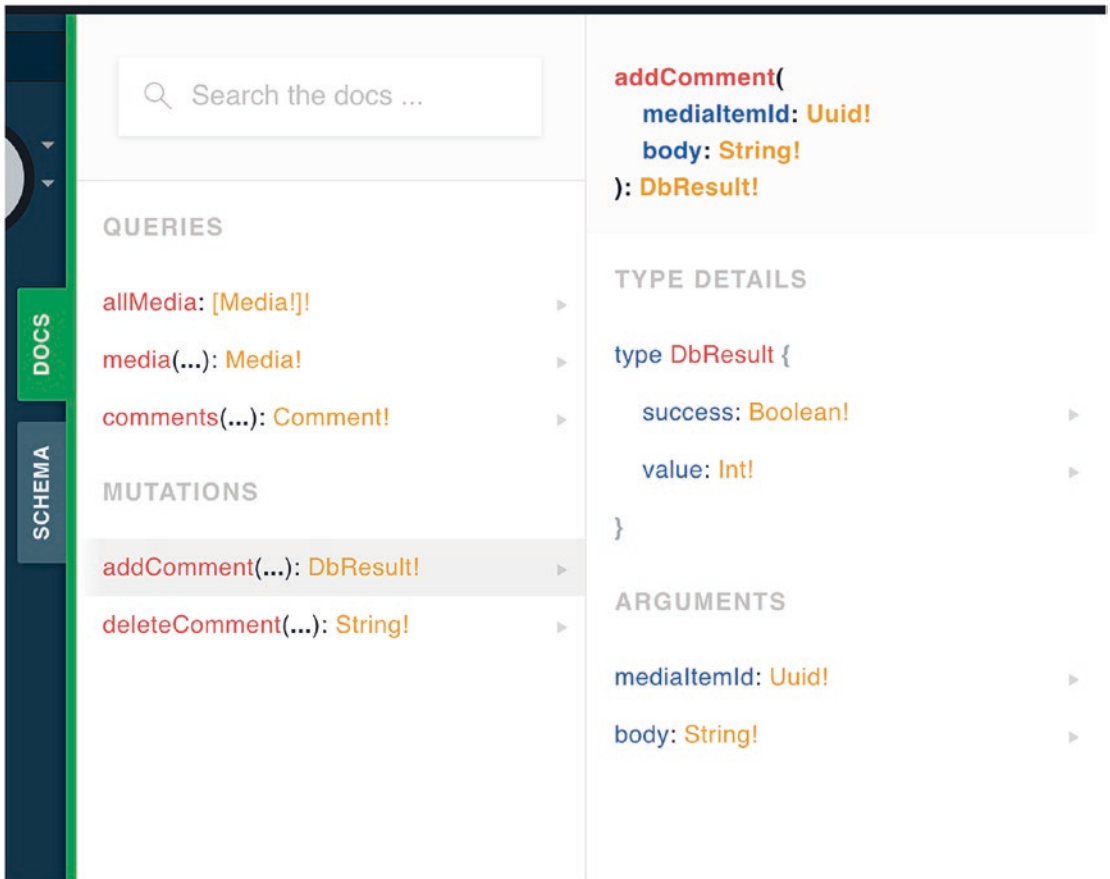 DOCS
SCHEMA
Search the docs ...
QUERIES
allMedia: [Media!]!
media(...): Media!
comments(...): Comment!
MUTATIONS
addComment(...): DbResult!
deleteComment(...): String!
addComment(
mediaItemId: Uuid!
body: String!
): DbResult!
TYPE DETAILS
type DbResult {
success: Boolean!
value: Int!
}
ARGUMENTS
mediaItemId: Uuid!
body: String!